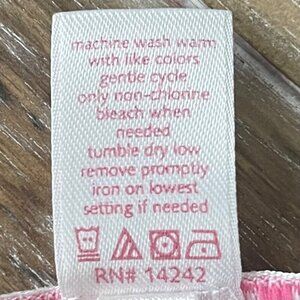 machine wash warm
with like colors
gentle cycle
only non-chlorine
bleach when
needed
tumble dry low
remove promptly
iron on lowest
setting if needed
RN# 14242